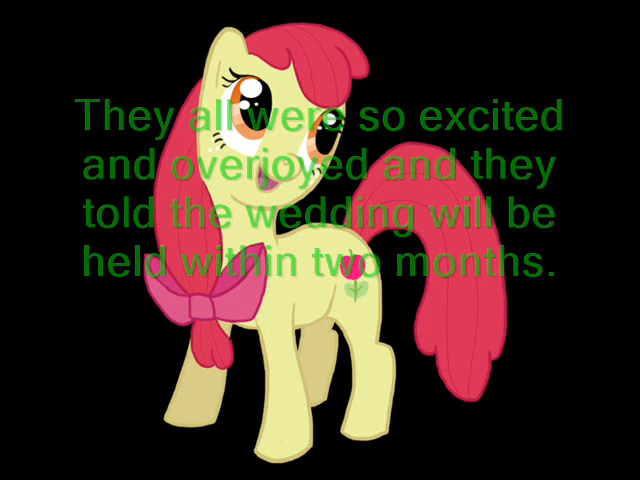 They all were so excited
and overjoyed and they
told the wedding will be
held within two months.